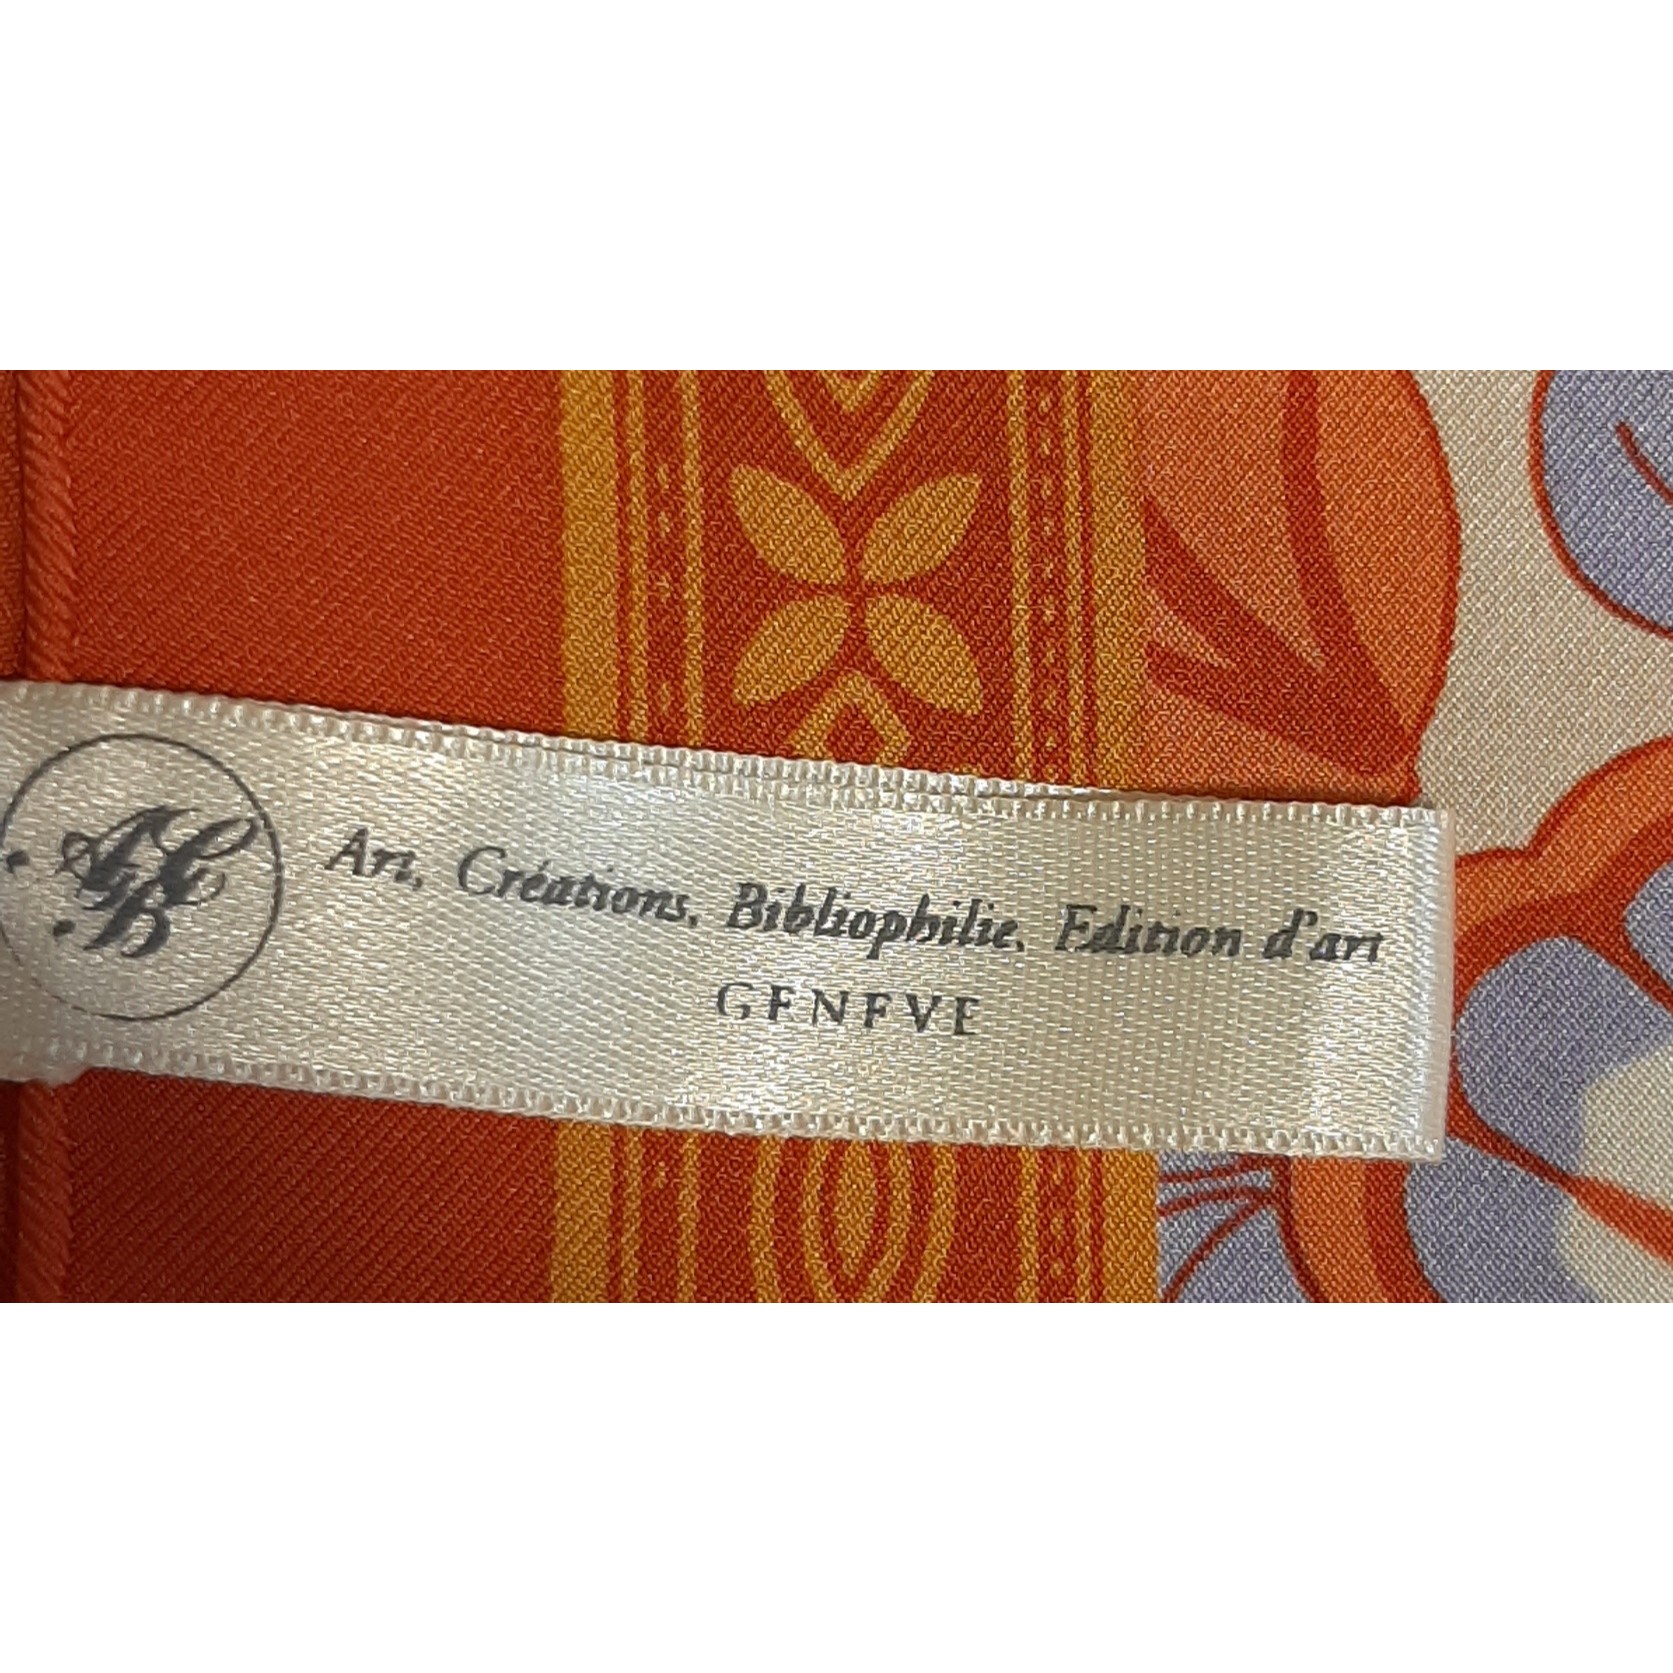 Art, Créations, Bibliophilie, Edition d'art
GENEVE